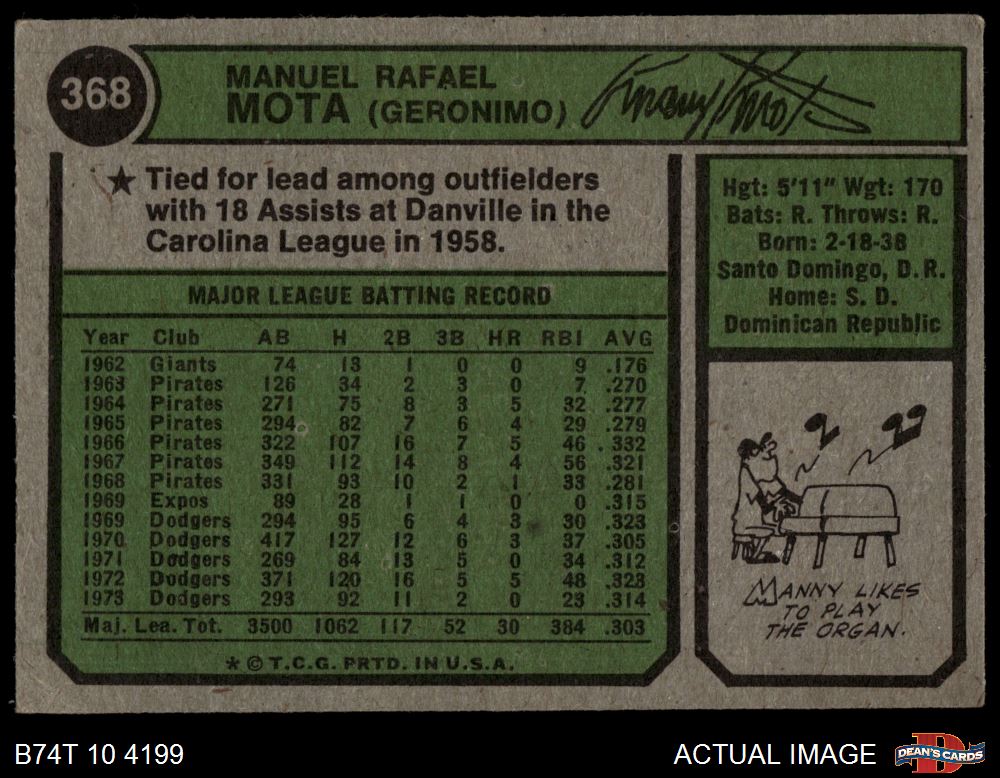 368
MANUEL RAFAEL
MOTA (GERONIMO)
Manny Mota
★ Tied for lead among outfielders
with 18 Assists at Danville in the
Carolina League in 1958.
MAJOR LEAGUE BATTING RECORD
Year Club AB H 2B 3B HR RBI AVG
1962 Giants 74 13 1 0 0 9 .176
1963 Pirates 126 34 2 3 0 7 .270
1964 Pirates 271 75 8 3 5 32 .277
1965 Pirates 294 82 7 6 4 29 .279
1966 Pirates 322 107 16 7 5 46 .332
1967 Pirates 349 112 14 8 4 56 .321
1968 Pirates 331 93 10 2 1 33 .281
1969 Expos 89 28 1 1 0 0 .315
1969 Dodgers 294 95 6 4 3 30 .323
1970 Dodgers 417 127 12 6 3 37 .305
1971 Dodgers 269 84 13 5 0 34 .312
1972 Dodgers 371 120 16 5 5 48 .323
1973 Dodgers 293 92 11 2 0 23 .314
Maj. Lea. Tot. 3500 1062 117 52 30 384 .303
★ © T.C.G. PRTD. IN U.S.A.
Hgt: 5'11" Wgt: 170
Bats: R. Throws: R.
Born: 2-18-38
Santo Domingo, D.R.
Home: S. D.
Dominican Republic
MANNY LIKES
TO PLAY
THE ORGAN.
B74T 10 4199
ACTUAL IMAGE
DEAN'S CARDS